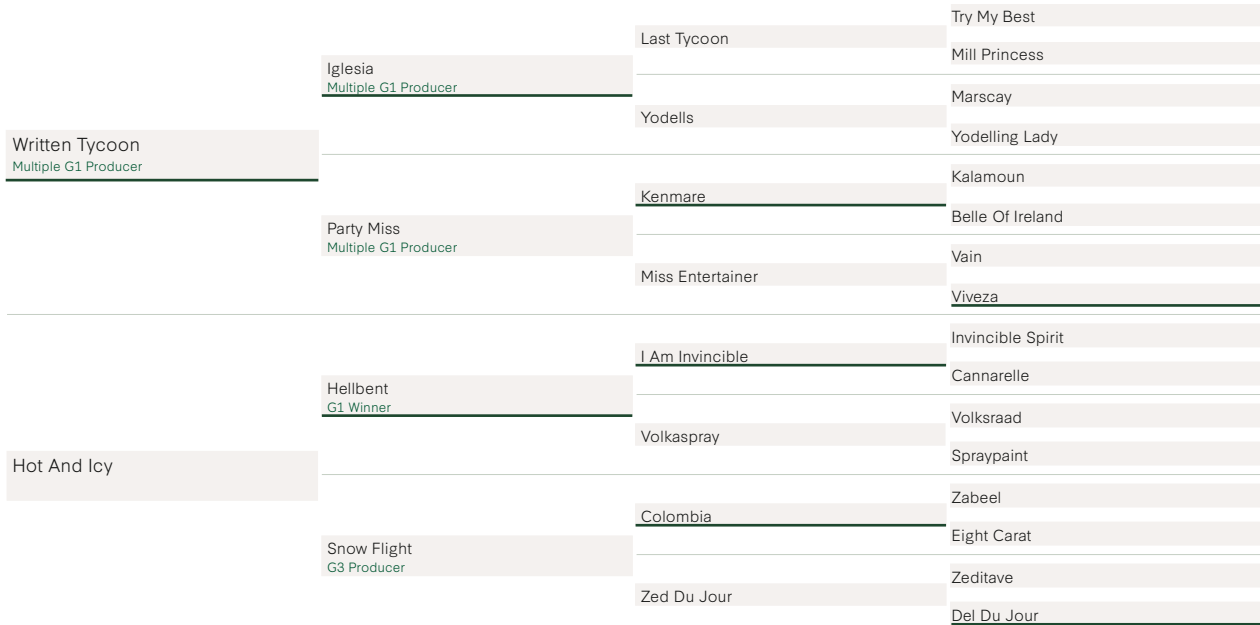 Written Tycoon
Multiple G1 Producer
Hot And Icy
Iglesia
Multiple G1 Producer
Party Miss
Multiple G1 Producer
Hellbent
G1 Winner
Snow Flight
G3 Producer
Last Tycoon
Yodells
Kenmare
Miss Entertainer
I Am Invincible
Volkaspray
Colombia
Zed Du Jour
Try My Best
Mill Princess
Marscay
Yodelling Lady
Kalamoun
Belle Of Ireland
Vain
Viveza
Invincible Spirit
Cannarelle
Volksraad
Spraypaint
Zabeel
Eight Carat
Zeditave
Del Du Jour